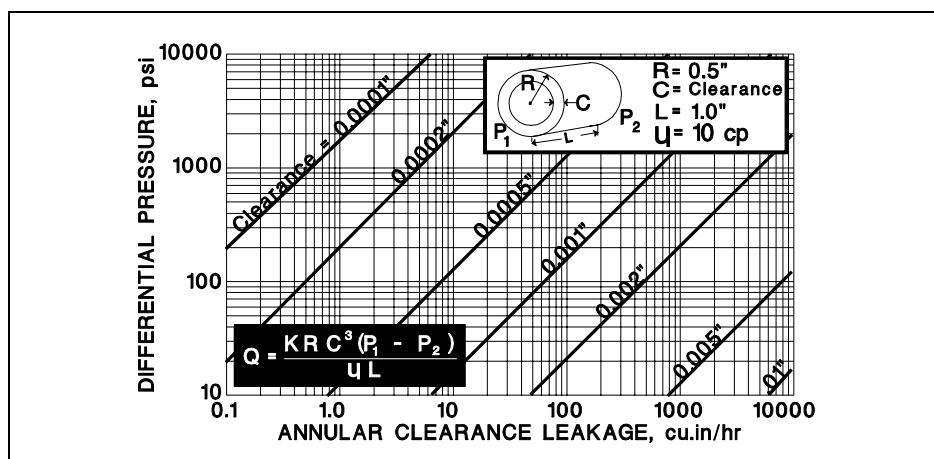 10000
1000
100
10
DIFFERENTIAL PRESSURE, psi
0.1
1.0
10
100
1000
10000
ANNULAR CLEARANCE LEAKAGE, cu.in/hr
Clearance = 0.0001"
0.0002"
0.0005"
0.001"
0.002"
0.005"
.01"
R
C
L
P₁
P₂
R = 0.5"
C = Clearance
L = 1.0"
μ = 10 cp
Q = K R C³ (P₁ - P₂) / μ L